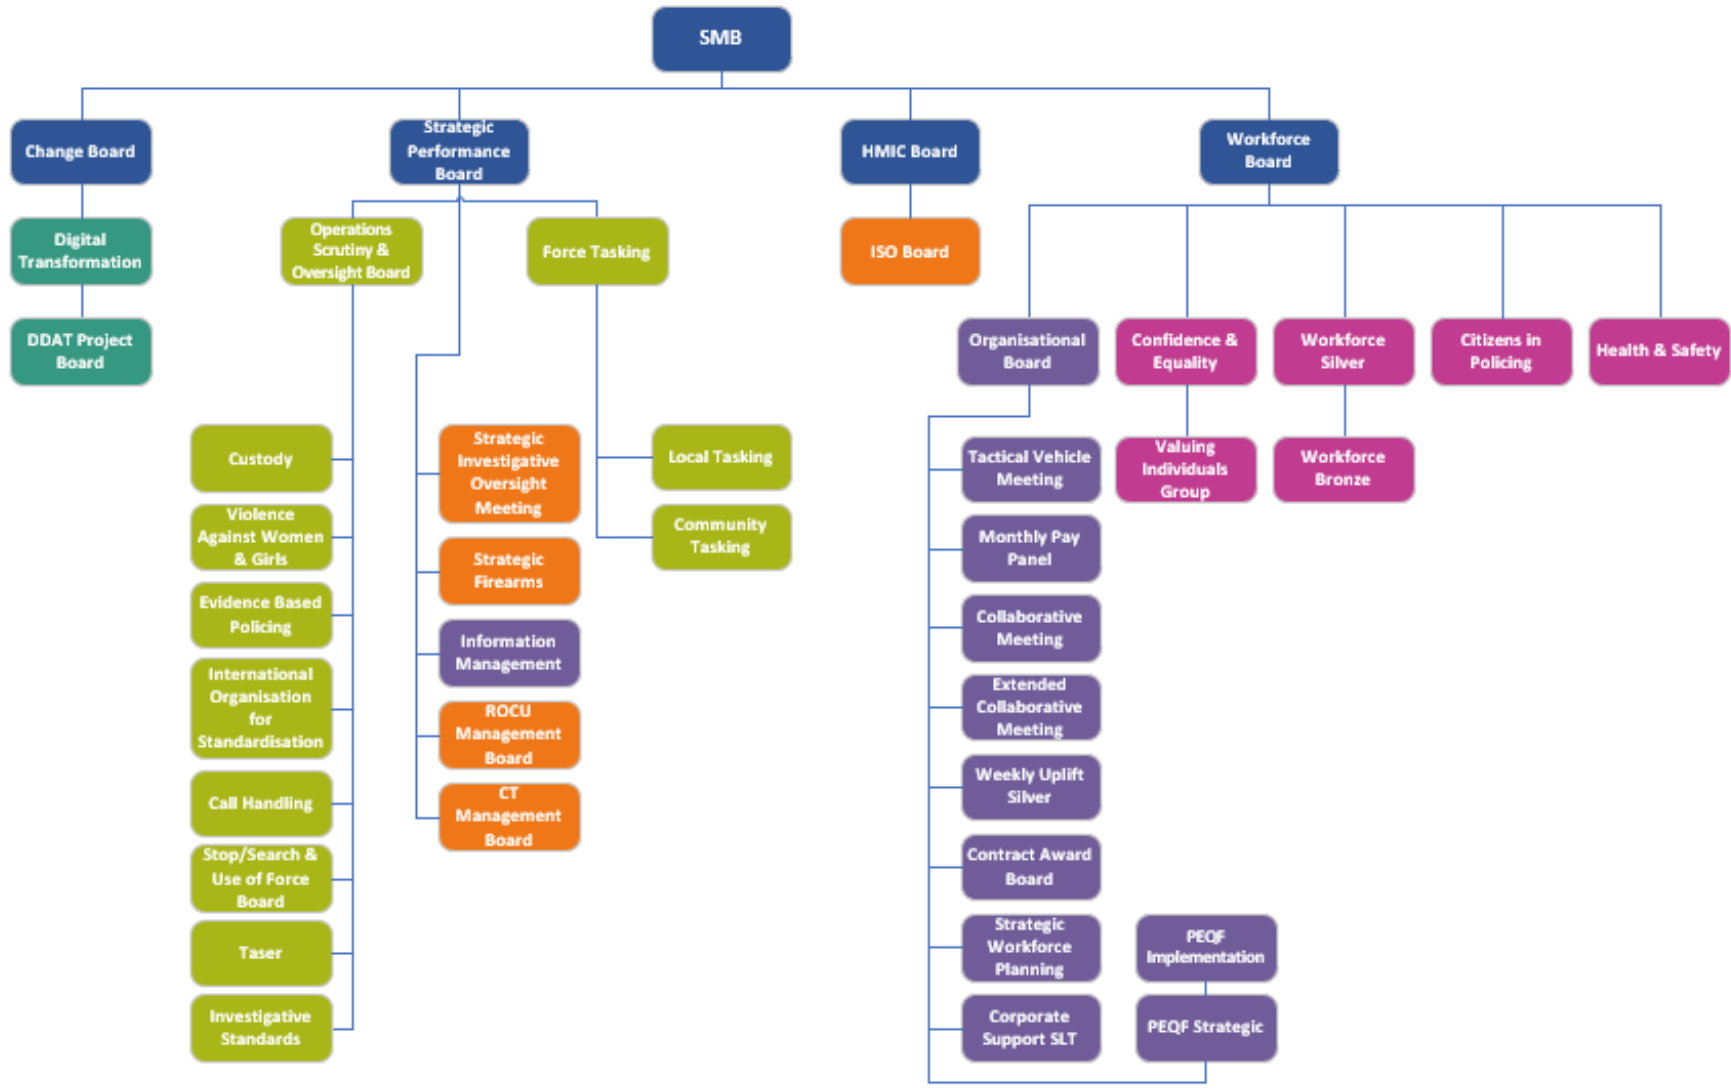 SMB
Change Board
Strategic
Performance
Board
HMIC Board
Workforce
Board
Digital
Transformation
Operations
Scrutiny &
Oversight Board
Force Tasking
ISO Board
DDAT Project
Board
Organisational
Board
Confidence &
Equality
Workforce
Silver
Citizens in
Policing
Health & Safety
Custody
Violence
Against Women
& Girls
Evidence Based
Policing
International
Organisation
for
Standardisation
Call Handling
Stop/Search &
Use of Force
Board
Taser
Investigative
Standards
Strategic
Investigative
Oversight
Meeting
Strategic
Firearms
Information
Management
ROCU
Management
Board
CT
Management
Board
Local Tasking
Community
Tasking
Tactical Vehicle
Meeting
Monthly Pay
Panel
Collaborative
Meeting
Extended
Collaborative
Meeting
Weekly Uplift
Silver
Contract Award
Board
Strategic
Workforce
Planning
Corporate
Support SLT
Valuing
Individuals
Group
Workforce
Bronze
PEQF
Implementation
PEQF Strategic